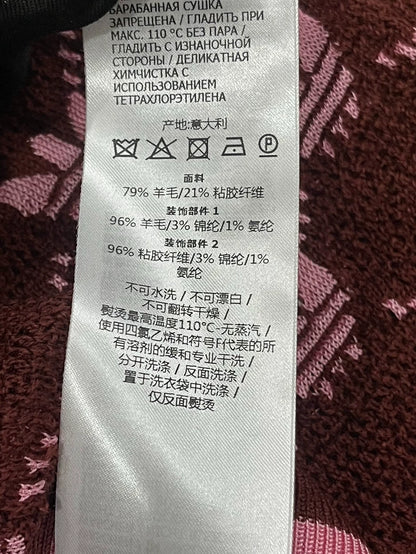 БАРАБАННАЯ СУШКА
ЗАПРЕЩЕНА / ГЛАДИТЬ ПРИ
МАКС. 110 °C БЕЗ ПАРА /
ГЛАДИТЬ С ИЗНАНОЧНОЙ
СТОРОНЫ / ДЕЛИКАТНАЯ
ХИМЧИСТКА С
ИСПОЛЬЗОВАНИЕМ
ТЕТРАХЛОРЭТИЛЕНА
产地:意大利
P
面料
79% 羊毛/21% 粘胶纤维
装饰部件 1
96% 羊毛/3% 锦纶/1% 氨纶
装饰部件 2
96% 粘胶纤维/3% 锦纶/1%
氨纶
不可水洗 / 不可漂白 /
不可翻转干燥 /
熨烫最高温度110°C-无蒸汽 /
使用四氯乙烯和符号F代表的所
有溶剂的缓和专业干洗 /
分开洗涤 / 反面洗涤 /
置于洗衣袋中洗涤 /
仅反面熨烫